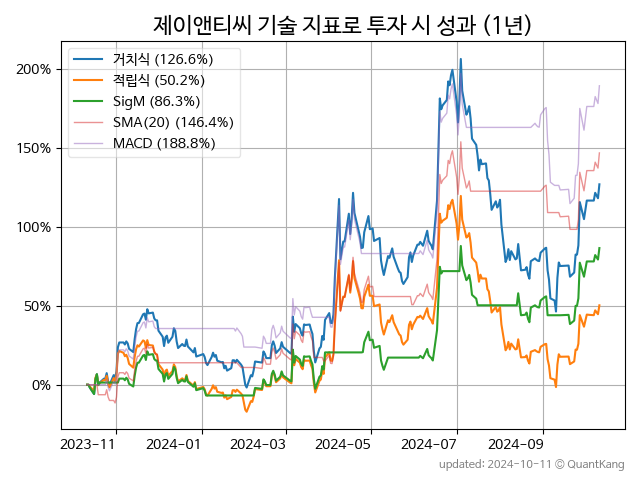 제이앤티씨 기술 지표로 투자 시 성과 (1년)
거치식 (126.6%)
적립식 (50.2%)
SigM (86.3%)
SMA(20) (146.4%)
MACD (188.8%)
200%
150%
100%
50%
0%
2023-11 2024-01 2024-03 2024-05 2024-07 2024-09
updated: 2024-10-11 © QuantKang